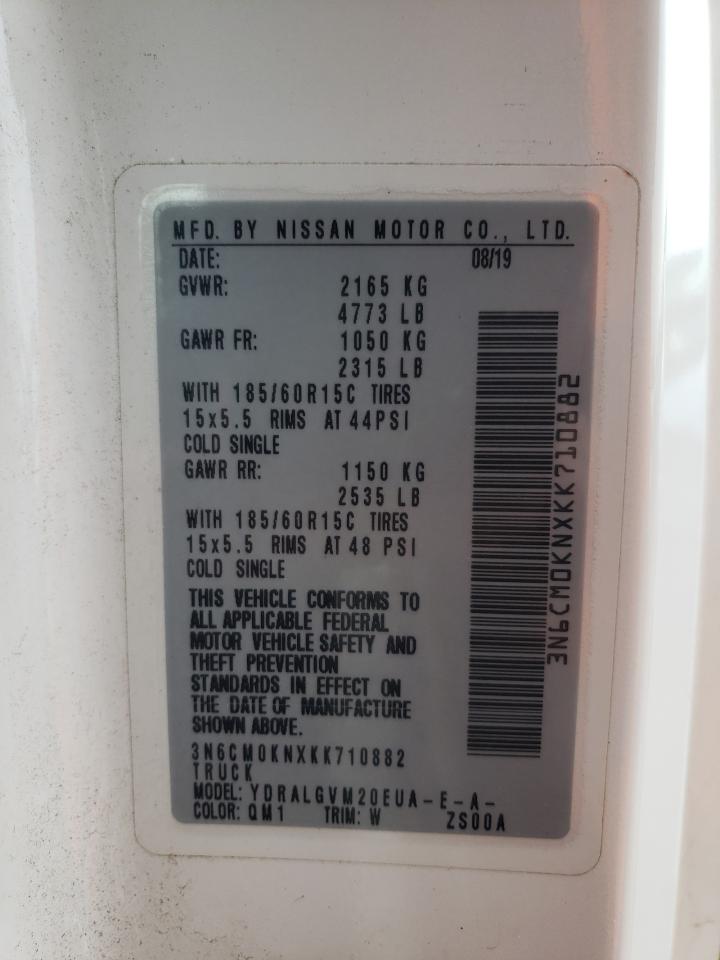 MFD. BY NISSAN MOTOR CO., LTD.
DATE: 08/19
GVWR: 2165 KG
4773 LB
GAWR FR: 1050 KG
2315 LB
WITH 185/60R15C TIRES
15x5.5 RIMS AT 44PSI
COLD SINGLE
GAWR RR: 1150 KG
2535 LB
WITH 185/60R15C TIRES
15x5.5 RIMS AT 48 PSI
COLD SINGLE
THIS VEHICLE CONFORMS TO
ALL APPLICABLE FEDERAL
MOTOR VEHICLE SAFETY AND
THEFT PREVENTION
STANDARDS IN EFFECT ON
THE DATE OF MANUFACTURE
SHOWN ABOVE.
3N6CM0KNXKK710882
TRUCK
MODEL: YDRALGVM20EUA-E-A-
COLOR: QM1 TRIM: W ZS00A
3N6CM0KNXKK710882